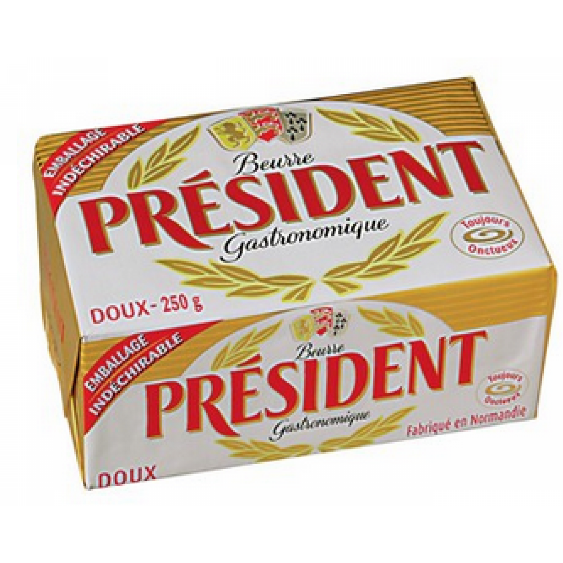 EMBALLAGE
INDÉCHIRABLE
Beurre
PRÉSIDENT
Gastronomique
Toujours
Onctueux
DOUX - 250 g
EMBALLAGE
INDÉCHIRABLE
Beurre
PRÉSIDENT
Gastronomique
Toujours
Onctueux
Fabriqué en Normandie
DOUX